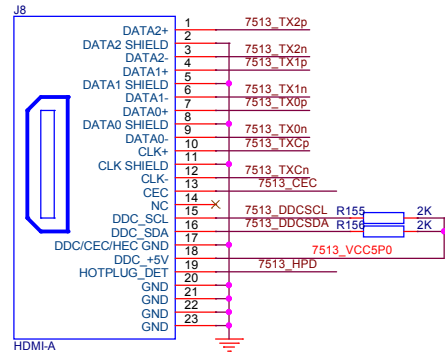 J8
DATA2+ 1 7513_TX2p
DATA2 SHIELD 2
DATA2- 3 7513_TX2n
DATA1+ 4 7513_TX1p
DATA1 SHIELD 5
DATA1- 6 7513_TX1n
DATA0+ 7 7513_TX0p
DATA0 SHIELD 8
DATA0- 9 7513_TX0n
CLK+ 10 7513_TXCp
CLK SHIELD 11
CLK- 12 7513_TXCn
CEC 13 7513_CEC
NC 14
DDC_SCL 15 7513_DDCSCL R155 2K
DDC_SDA 16 7513_DDCSDA R156 2K
DDC/CEC/HEC GND 17
DDC_+5V 18 7513_VCC5P0
HOTPLUG_DET 19 7513_HPD
GND 20
GND 21
GND 22
GND 23
HDMI-A